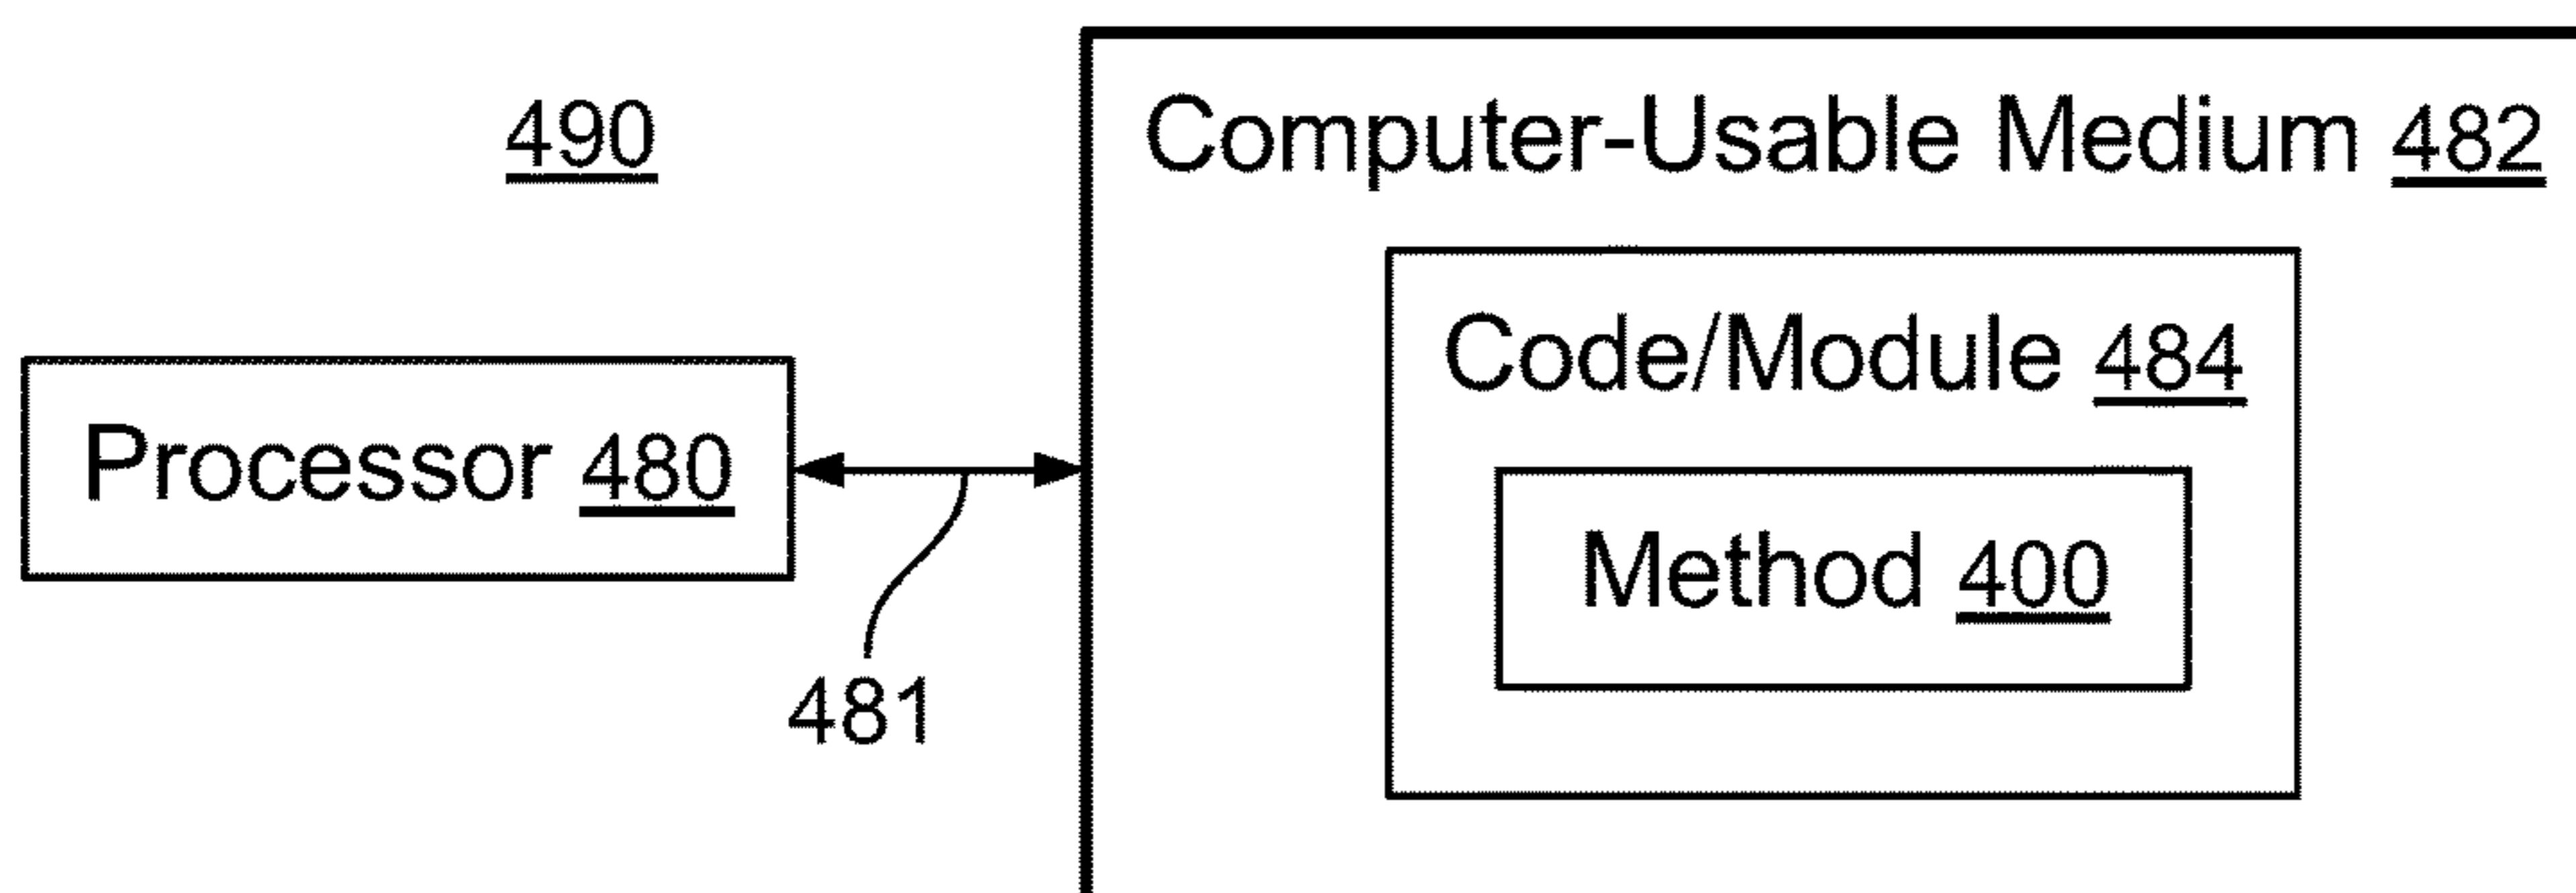 490
Computer-Usable Medium 482
Code/Module 484
Processor 480
Method 400
481